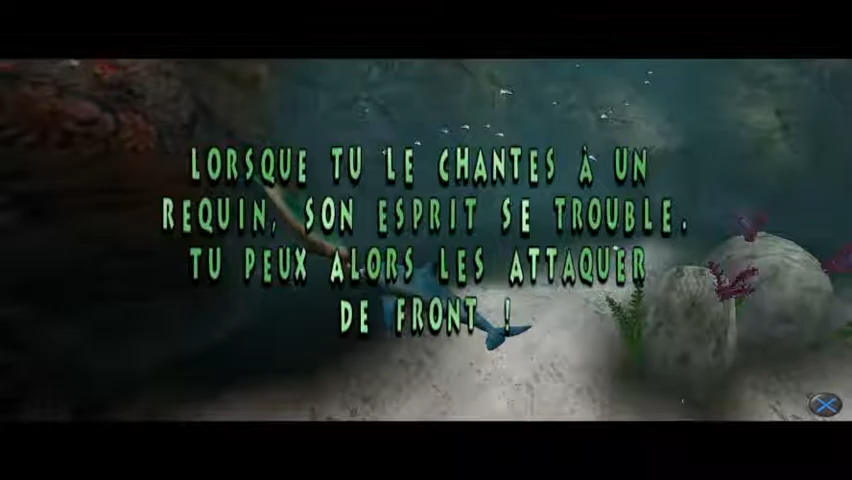 LORSQUE TU LE CHANTES À UN
REQUIN, SON ESPRIT SE TROUBLE.
TU PEUX ALORS LES ATTAQUER
DE FRONT !